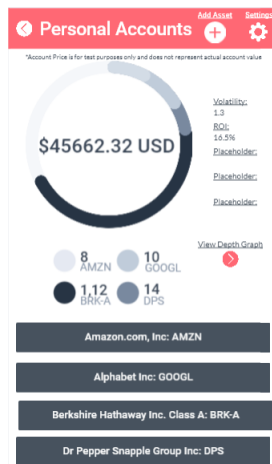 Add Asset
Settings
Personal Accounts
*Account Price is for test purposes only and does not represent actual account value
Volatility:
1.3
ROI:
16.5%
Placeholder:
Placeholder:
Placeholder:
$45662.32 USD
View Depth Graph
8
AMZN
10
GOOGL
1,12
BRK-A
14
DPS
Amazon.com, Inc: AMZN
Alphabet Inc: GOOGL
Berkshire Hathaway Inc. Class A: BRK-A
Dr Pepper Snapple Group Inc: DPS